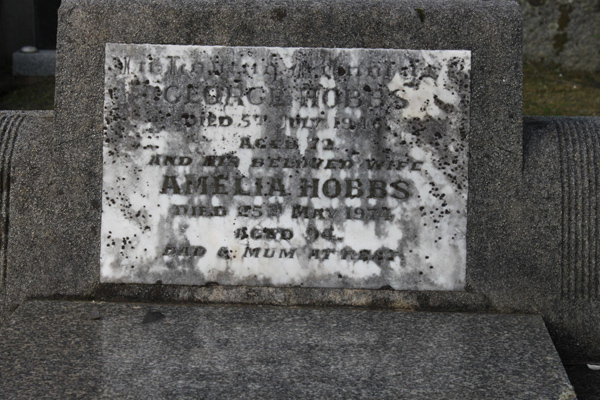 In Loving Memory
GEORGE HOBBS
DIED 5TH JULY
AGED 72
AND HIS BELOVED WIFE
AMELIA HOBBS
DIED 25TH MAY
AGED 94
DAD & MUM AT REST